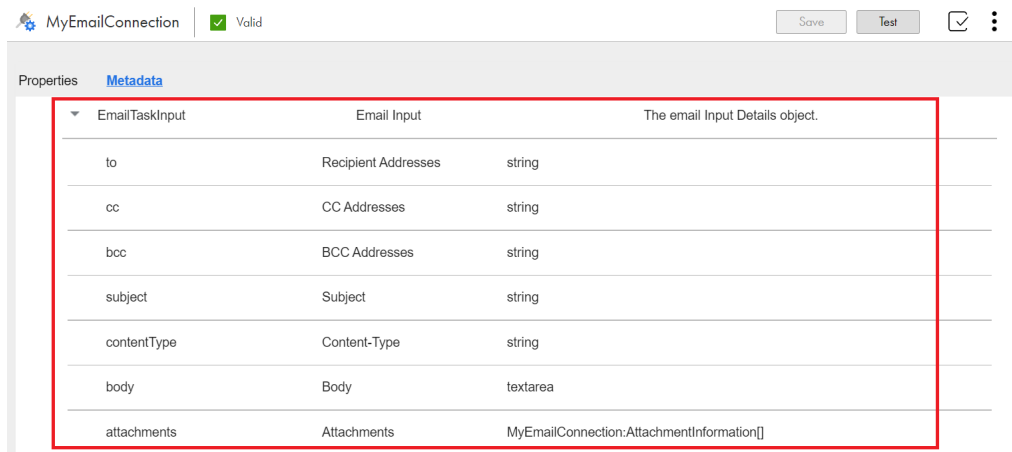 MyEmailConnection Valid Save Test
Properties Metadata
EmailTaskInput Email Input The email Input Details object.
to Recipient Addresses string
cc CC Addresses string
bcc BCC Addresses string
subject Subject string
contentType Content-Type string
body Body textarea
attachments Attachments MyEmailConnection:AttachmentInformation[]